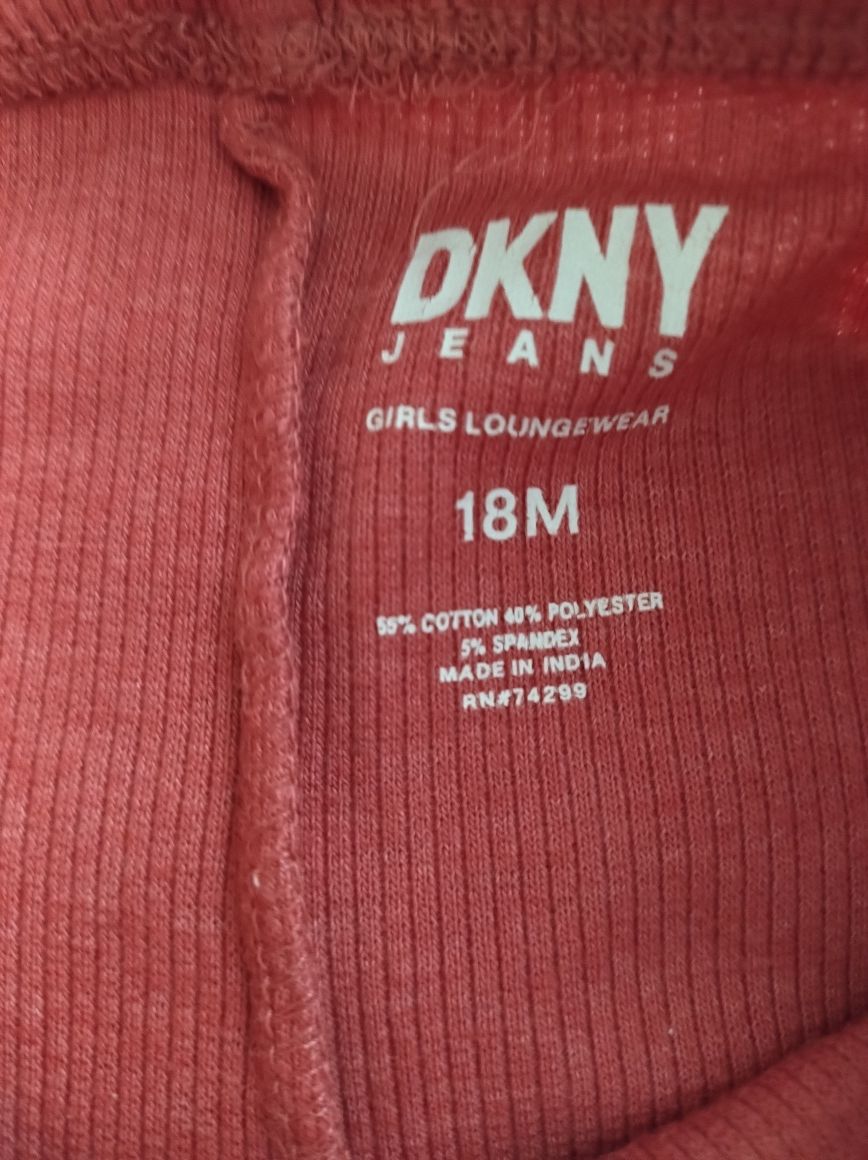 DKNY
JEANS
GIRLS LOUNGEWEAR
18M
55% COTTON 40% POLYESTER
5% SPANDEX
MADE IN INDIA
RN#74299